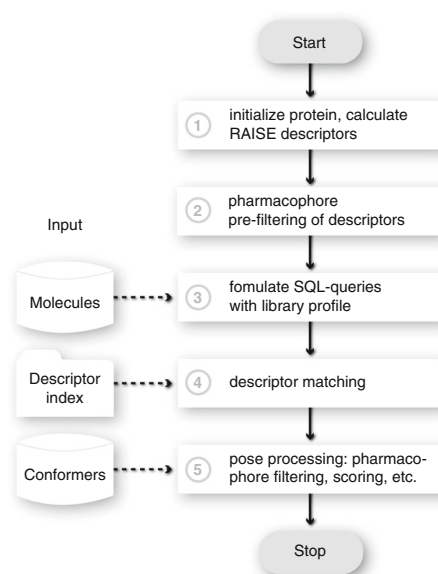 Start
1
initialize protein, calculate
RAISE descriptors
2
pharmacophore
pre-filtering of descriptors
Input
Molecules
3
fomulate SQL-queries
with library profile
Descriptor
index
4
descriptor matching
Conformers
5
pose processing: pharmaco-
phore filtering, scoring, etc.
Stop